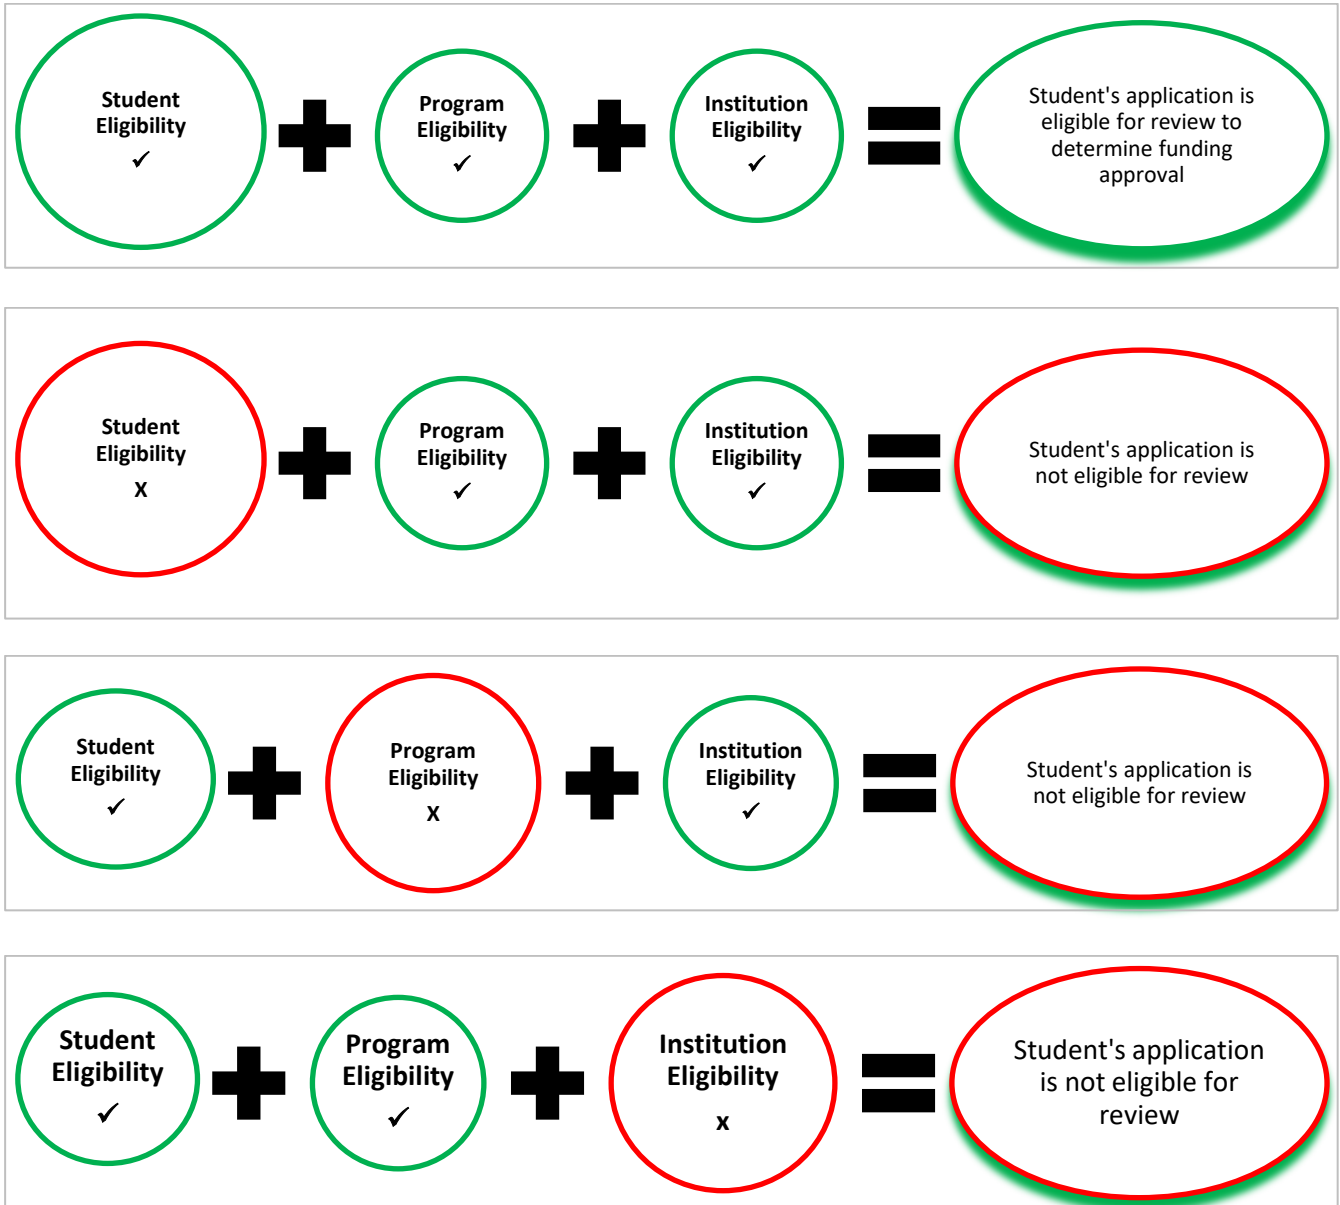 Student
Eligibility
✓
Program
Eligibility
✓
Institution
Eligibility
✓
Student's application is
eligible for review to
determine funding
approval
Student
Eligibility
X
Program
Eligibility
✓
Institution
Eligibility
✓
Student's application is
not eligible for review
Student
Eligibility
✓
Program
Eligibility
X
Institution
Eligibility
✓
Student's application is
not eligible for review
Student
Eligibility
✓
Program
Eligibility
✓
Institution
Eligibility
x
Student's application
is not eligible for
review